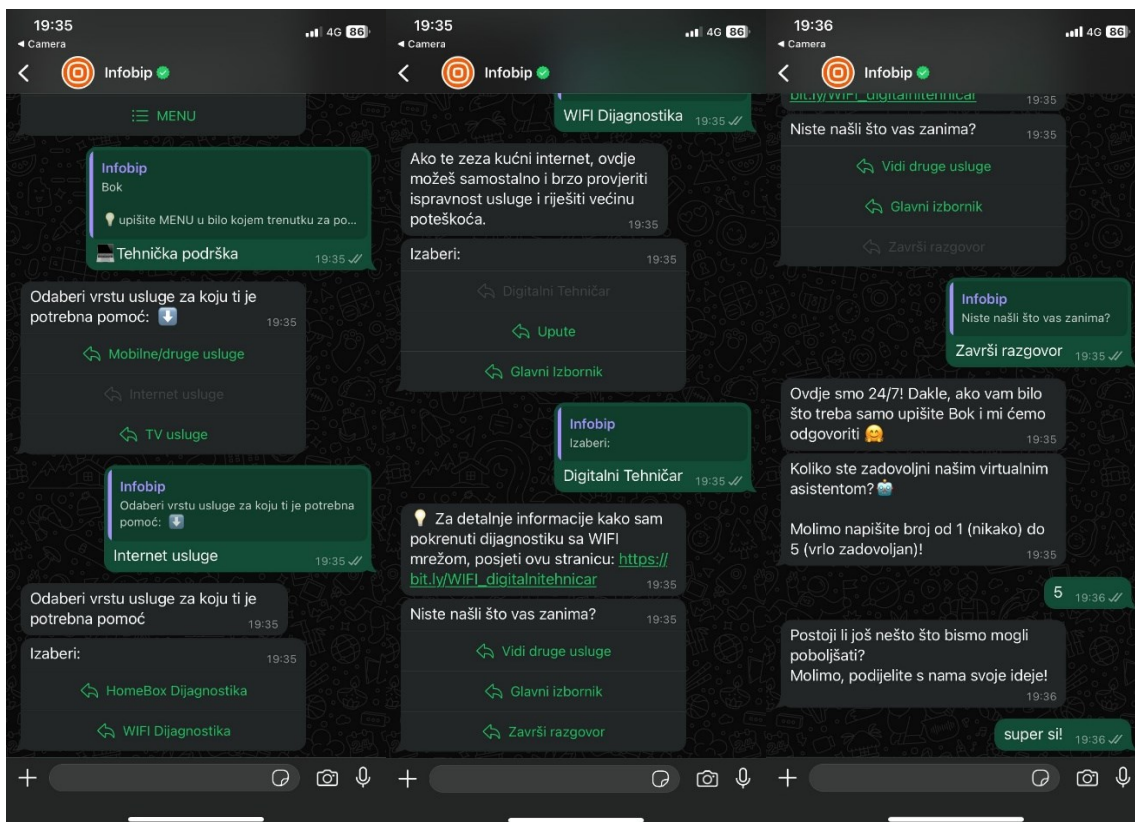 19:35
4G 86
◄ Camera
Infobip
MENU
Infobip
Bok
upišite MENU u bilo kojem trenutku za po...
Tehnička podrška
19:35
Odaberi vrstu usluge za koju ti je
potrebna pomoć:
19:35
Mobilne/druge usluge
Internet usluge
TV usluge
Infobip
Odaberi vrstu usluge za koju ti je potrebna
pomoć:
Internet usluge
19:35
Odaberi vrstu usluge za koju ti je
potrebna pomoć
19:35
Izaberi:
19:35
HomeBox Dijagnostika
WIFI Dijagnostika
19:35
4G 86
◄ Camera
Infobip
WIFI Dijagnostika
19:35
Ako te zeza kućni internet, ovdje
možeš samostalno i brzo provjeriti
ispravnost usluge i riješiti većinu
poteškoća.
19:35
Izaberi:
19:35
Digitalni Tehničar
Upute
Glavni Izbornik
Infobip
Izaberi:
Digitalni Tehničar
19:35
Za detalnje informacije kako sam
pokrenuti dijagnostiku sa WIFI
mrežom, posjeti ovu stranicu: https://
bit.ly/WIFI_digitalnitehnicar
19:35
Niste našli što vas zanima?
19:35
Vidi druge usluge
Glavni izbornik
Završi razgovor
19:36
4G 86
◄ Camera
Infobip
bit.ly/WIFI_digitalnitehnicar
19:35
Niste našli što vas zanima?
19:35
Vidi druge usluge
Glavni izbornik
Završi razgovor
Infobip
Niste našli što vas zanima?
Završi razgovor
19:35
Ovdje smo 24/7! Dakle, ako vam bilo
što treba samo upišite Bok i mi ćemo
odgovoriti
19:35
Koliko ste zadovoljni našim virtualnim
asistentom?
Molimo napišite broj od 1 (nikako) do
5 (vrlo zadovoljan)!
19:35
5
19:36
Postoji li još nešto što bismo mogli
poboljšati?
Molimo, podijelite s nama svoje ideje!
19:36
super si!
19:36